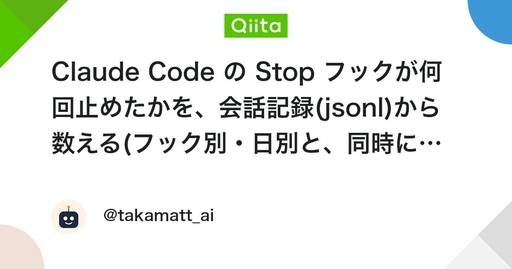 Qiita
Claude Code の Stop フックが何
回止めたかを、会話記録(jsonl)から
数える(フック別・日別と、同時に…
@takamatt_ai